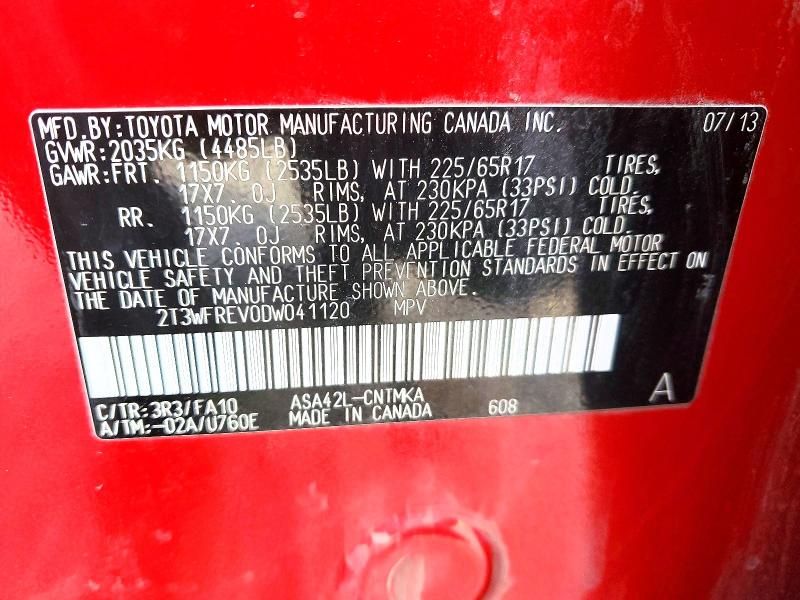 MFD.BY:TOYOTA MOTOR MANUFACTURING CANADA INC. 07/13
GVWR:2035KG (4485LB)
GAWR:FRT. 1150KG (2535LB) WITH 225/65R17 TIRES,
17X7.0J RIMS, AT 230KPA (33PSI) COLD.
RR. 1150KG (2535LB) WITH 225/65R17 TIRES,
17X7.0J RIMS, AT 230KPA (33PSI) COLD.
THIS VEHICLE CONFORMS TO ALL APPLICABLE FEDERAL MOTOR
VEHICLE SAFETY AND THEFT PREVENTION STANDARDS IN EFFECT ON
THE DATE OF MANUFACTURE SHOWN ABOVE.
2T3WFREV0DW041120 MPV
C/TR:3R3/FA10 ASA42L-CNTMKA A
A/TM:-02A/U760E MADE IN CANADA 608